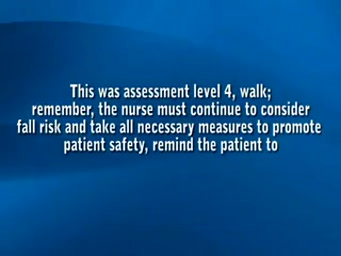 This was assessment level 4, walk;
remember, the nurse must continue to consider
fall risk and take all necessary measures to promote
patient safety, remind the patient to